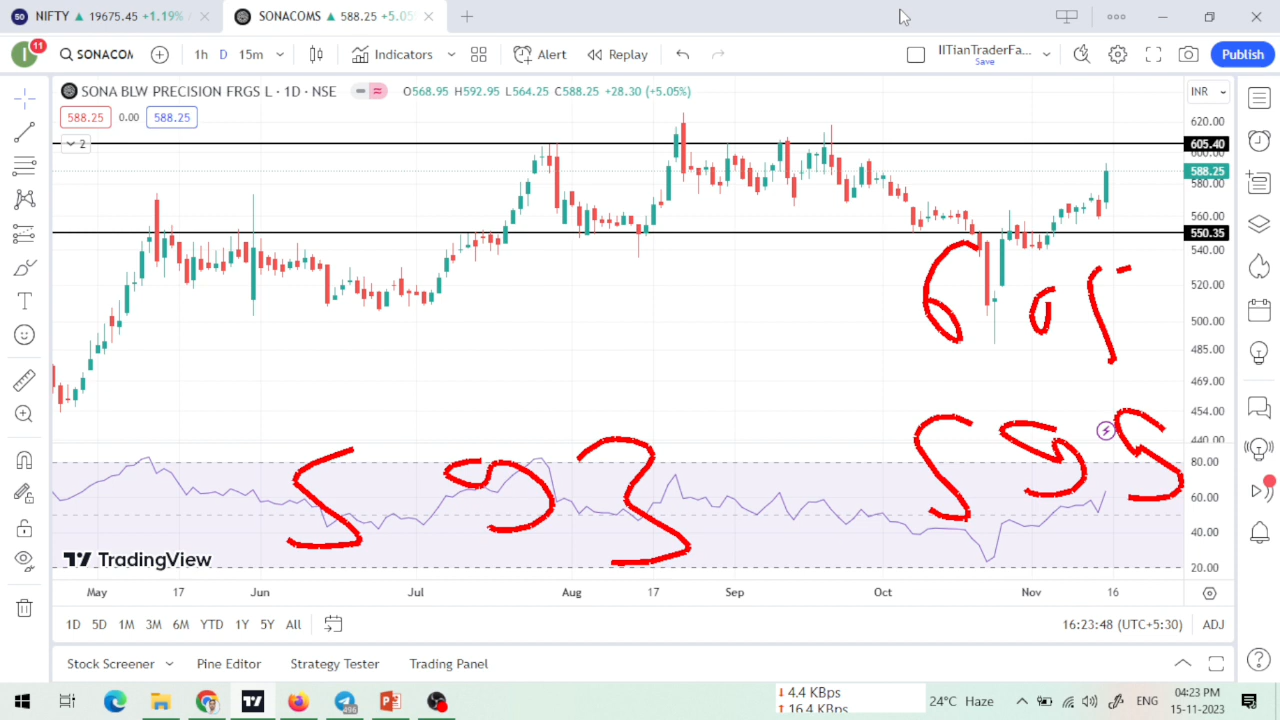 NIFTY ▲ 19675.45 +1.19%
SONACOMS ▲ 588.25 +5.05
11
SONACOM
1h D 15m
Indicators
Alert
Replay
IITianTraderFa...
Save
Publish
SONA BLW PRECISION FRGS L · 1D · NSE
O568.95 H592.95 L564.25 C588.25 +28.30 (+5.05%)
INR
588.25 0.00 588.25
2
620.00
605.40
600.00
588.25
580.00
560.00
550.35
540.00
520.00
500.00
485.00
469.00
454.00
440.00
80.00
60.00
40.00
20.00
TradingView
May 17 Jun Jul Aug 17 Sep Oct Nov 16
1D 5D 1M 3M 6M YTD 1Y 5Y All
16:23:48 (UTC+5:30)
ADJ
Stock Screener Pine Editor Strategy Tester Trading Panel
4.4 KBps
16.4 KBps
24°C Haze
ENG
04:23 PM
15-11-2023